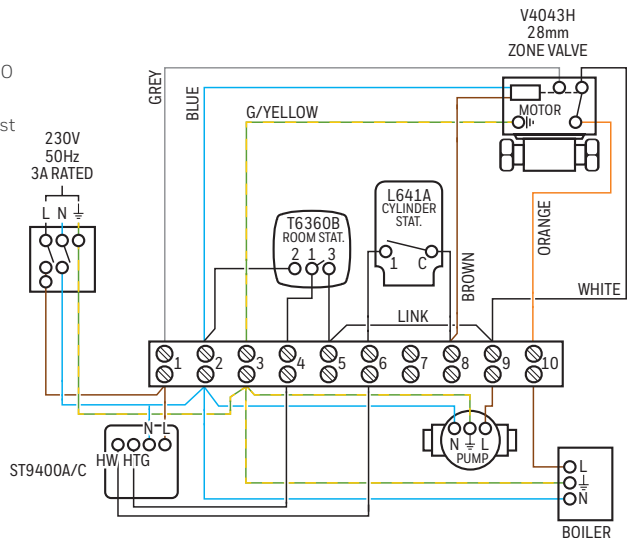 V4043H
28mm
ZONE VALVE
0
st
GREY
BLUE
G/YELLOW
MOTOR
230V
50Hz
3A RATED
L N
L641A
CYLINDER
STAT.
1 C
T6360B
ROOM STAT.
2 1 3
BROWN
ORANGE
WHITE
LINK
1 2 3 4 5 6 7 8 9 10
N L
HW HTG
ST9400A/C
N L
PUMP
L
N
BOILER